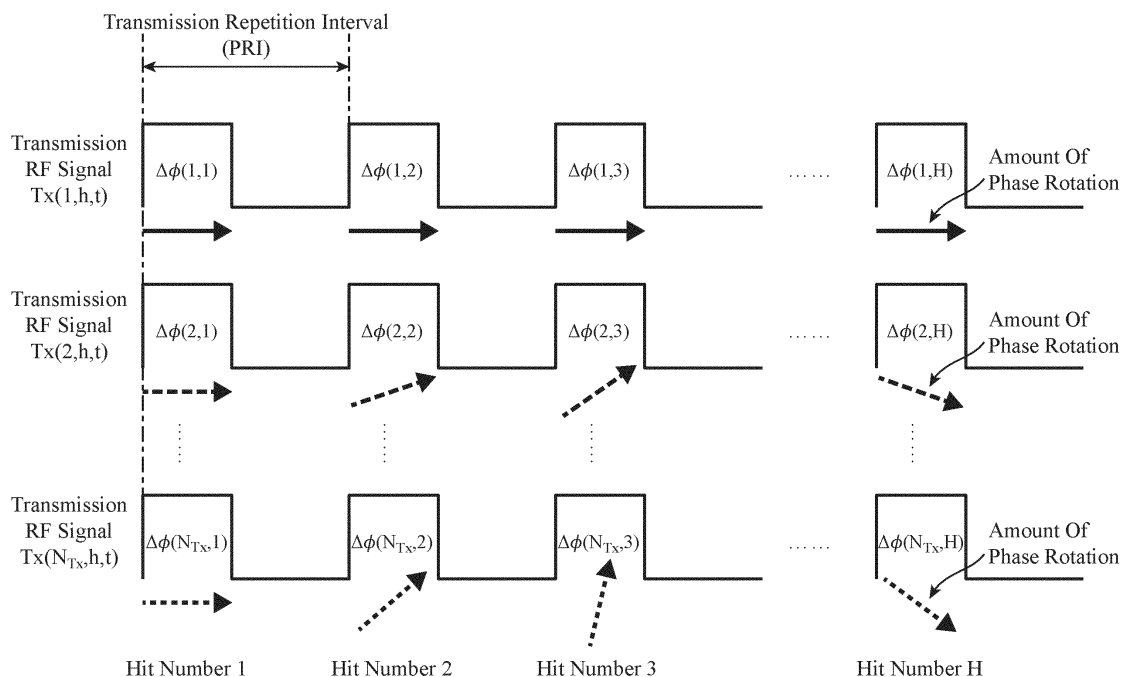 Transmission Repetition Interval
(PRI)
Transmission
RF Signal
Tx(1,h,t)
Δϕ(1,1)
Δϕ(1,2)
Δϕ(1,3)
......
Δϕ(1,H)
Amount Of
Phase Rotation
Transmission
RF Signal
Tx(2,h,t)
Δϕ(2,1)
Δϕ(2,2)
Δϕ(2,3)
......
Δϕ(2,H)
Amount Of
Phase Rotation
Transmission
RF Signal
Tx(N_Tx,h,t)
Δϕ(N_Tx,1)
Δϕ(N_Tx,2)
Δϕ(N_Tx,3)
......
Δϕ(N_Tx,H)
Amount Of
Phase Rotation
Hit Number 1
Hit Number 2
Hit Number 3
Hit Number H